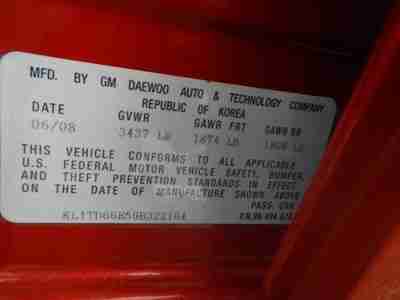 MFD. BY GM DAEWOO AUTO & TECHNOLOGY COMPANY
REPUBLIC OF KOREA
DATE GVWR GAWR FRT GAWR RR
06/08 3437 LB 1874 LB
THIS VEHICLE CONFORMS TO ALL APPLICABLE
U.S. FEDERAL MOTOR VEHICLE SAFETY, BUMPER,
AND THEFT PREVENTION STANDARDS IN EFFECT
ON THE DATE OF MANUFACTURE SHOWN ABOVE
PASS. CAR